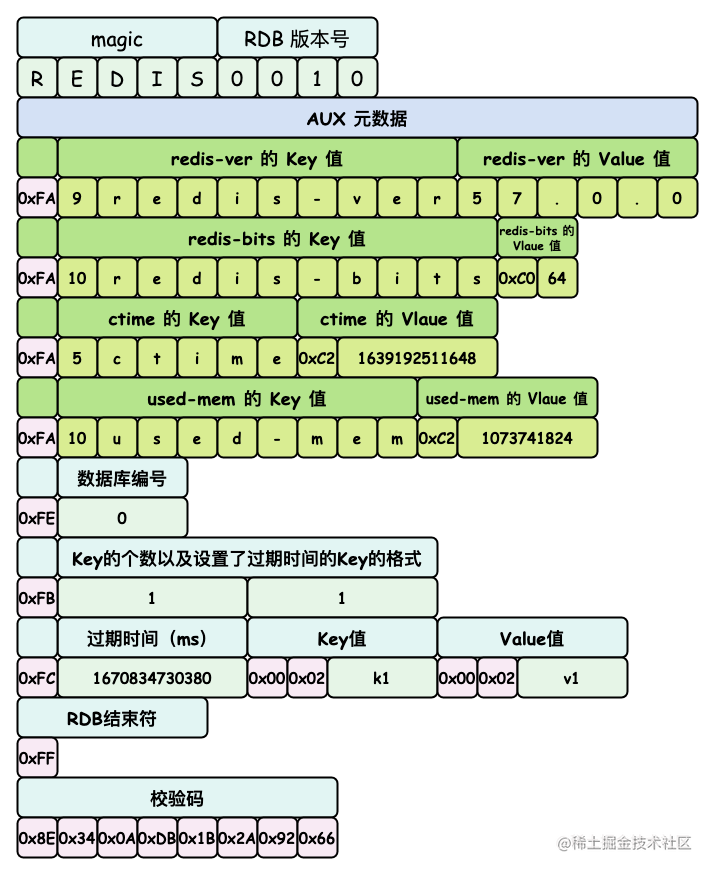 magic RDB 版本号
R E D I S 0 0 1 0
AUX 元数据
redis-ver 的 Key 值 redis-ver 的 Value 值
0xFA 9 r e d i s - v e r 5 7 . 0 . 0
redis-bits 的 Key 值 redis-bits 的
Vlaue 值
0xFA 10 r e d i s - b i t s 0xC0 64
ctime 的 Key 值 ctime 的 Vlaue 值
0xFA 5 c t i m e 0xC2 1639192511648
used-mem 的 Key 值 used-mem 的 Vlaue 值
0xFA 10 u s e d - m e m 0xC2 1073741824
数据库编号
0xFE 0
Key的个数以及设置了过期时间的Key的格式
0xFB 1 1
过期时间（ms） Key值 Value值
0xFC 1670834730380 0x00 0x02 k1 0x00 0x02 v1
RDB结束符
0xFF
校验码
0x8E 0x34 0x0A 0xDB 0x1B 0x2A 0x92 0x66
@稀土掘金技术社区